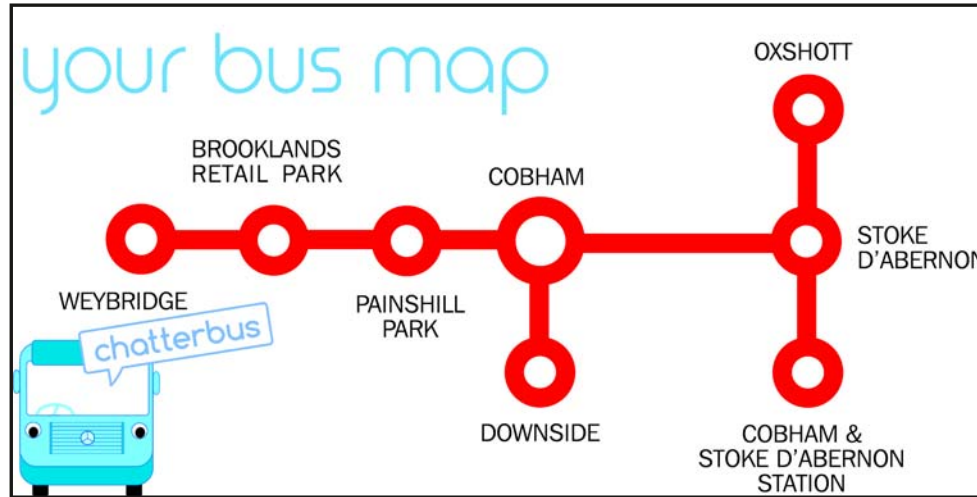 your bus map
OXSHOTT
BROOKLANDS
RETAIL PARK
COBHAM
STOKE
D'ABERNON
WEYBRIDGE
PAINSHILL
PARK
chatterbus
DOWNSIDE
COBHAM &
STOKE D'ABERNON
STATION